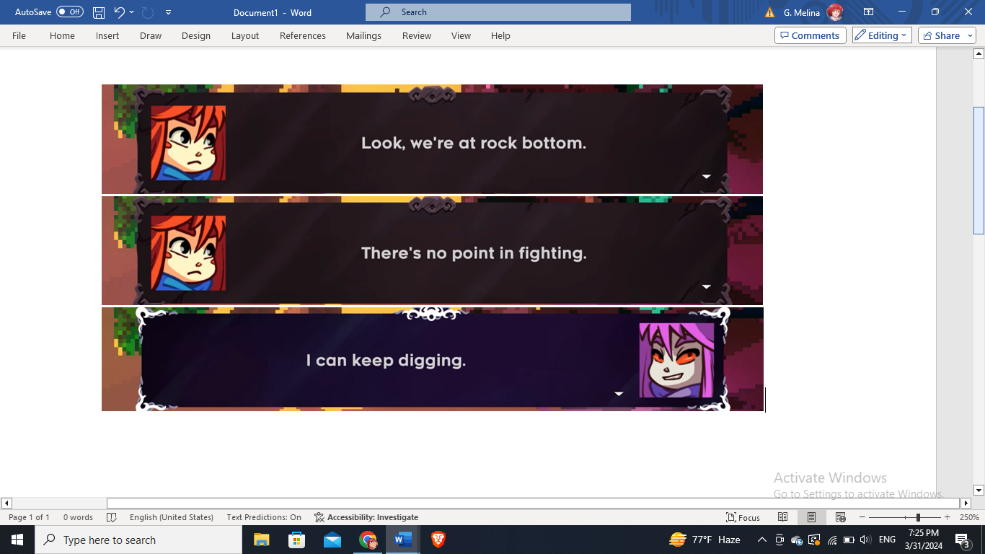 AutoSave Off
Document1 - Word
Search
G. Melina
File Home Insert Draw Design Layout References Mailings Review View Help
Comments Editing Share
Look, we're at rock bottom.
There's no point in fighting.
I can keep digging.
Activate Windows
Go to Settings to activate Windows.
Page 1 of 1 0 words English (United States) Text Predictions: On Accessibility: Investigate Focus 250%
Type here to search
77°F Haze
ENG
7:25 PM
3/31/2024
3